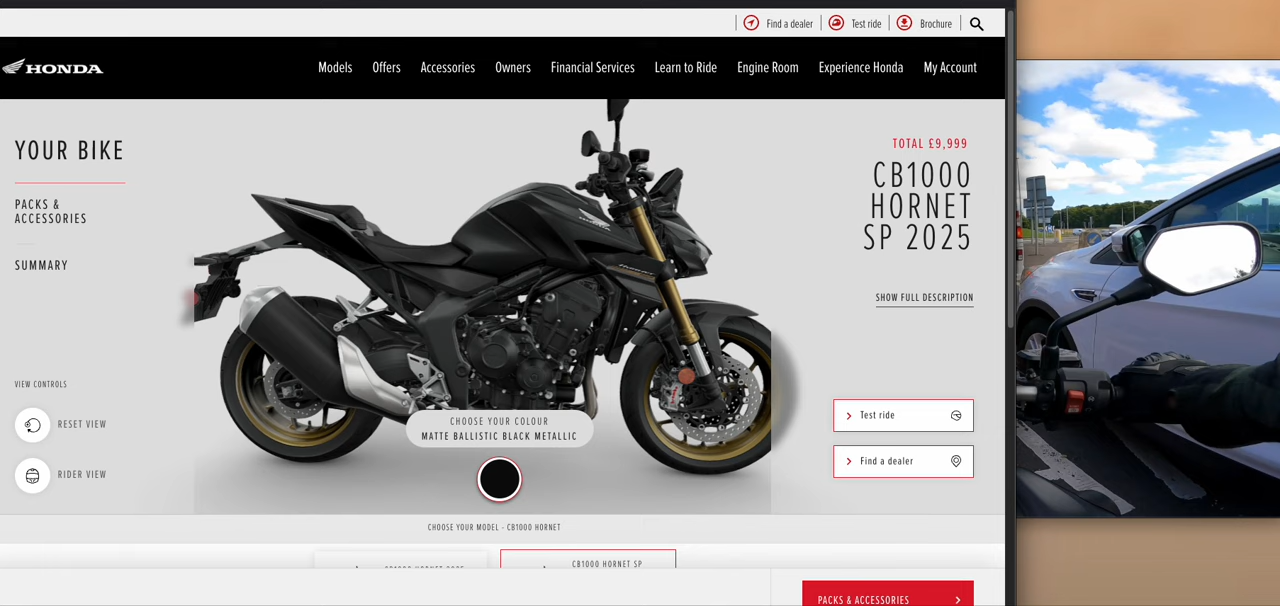 Find a dealer
Test ride
Brochure
HONDA
Models
Offers
Accessories
Owners
Financial Services
Learn to Ride
Engine Room
Experience Honda
My Account
YOUR BIKE
PACKS &
ACCESSORIES
SUMMARY
VIEW CONTROLS
RESET VIEW
RIDER VIEW
TOTAL £9,999
CB1000
HORNET
SP 2025
SHOW FULL DESCRIPTION
Test ride
Find a dealer
CHOOSE YOUR COLOUR
MATTE BALLISTIC BLACK METALLIC
CHOOSE YOUR MODEL - CB1000 HORNET
CB1000 HORNET SP
PACKS & ACCESSORIES